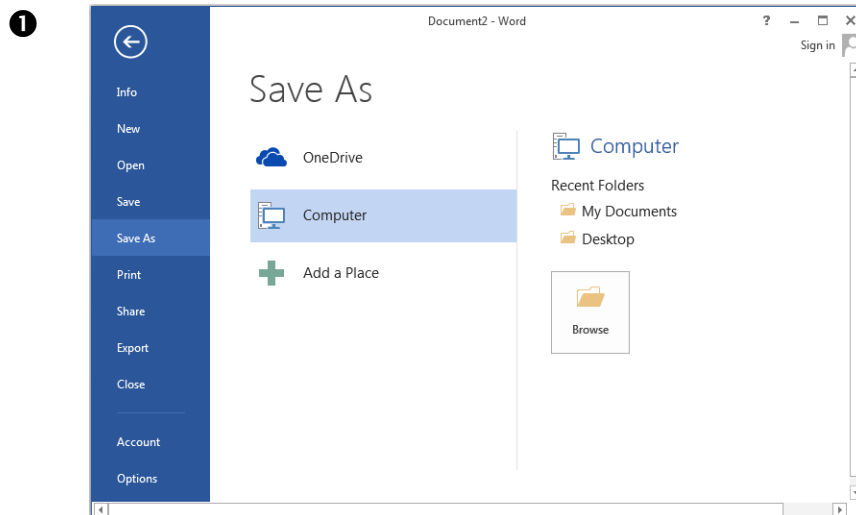 ❶
Document2 - Word
?
Sign in
Info
New
Open
Save
Save As
Print
Share
Export
Close
Account
Options
Save As
OneDrive
Computer
Add a Place
Computer
Recent Folders
My Documents
Desktop
Browse